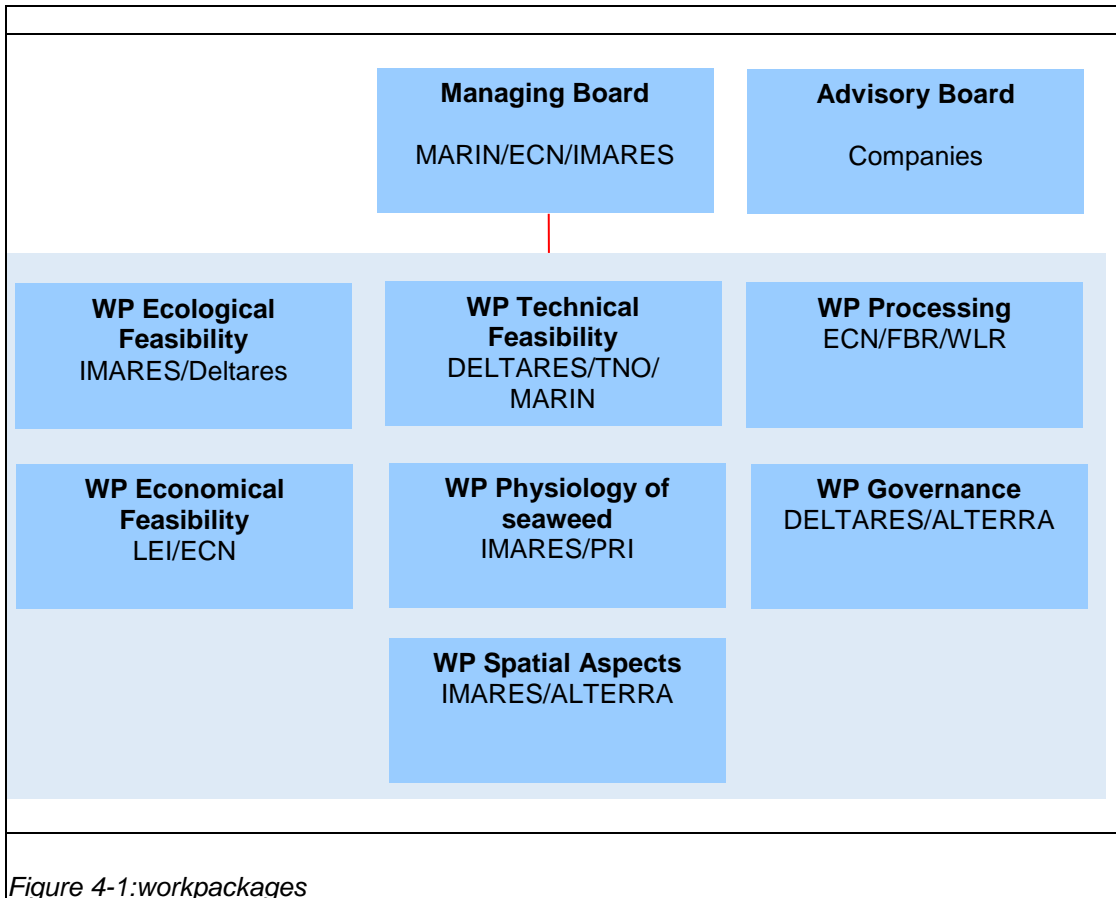 Managing Board
MARIN/ECN/IMARES
Advisory Board
Companies
WP Ecological
Feasibility
IMARES/Deltares
WP Technical
Feasibility
DELTARES/TNO/
MARIN
WP Processing
ECN/FBR/WLR
WP Economical
Feasibility
LEI/ECN
WP Physiology of
seaweed
IMARES/PRI
WP Governance
DELTARES/ALTERRA
WP Spatial Aspects
IMARES/ALTERRA
Figure 4-1:workpackages